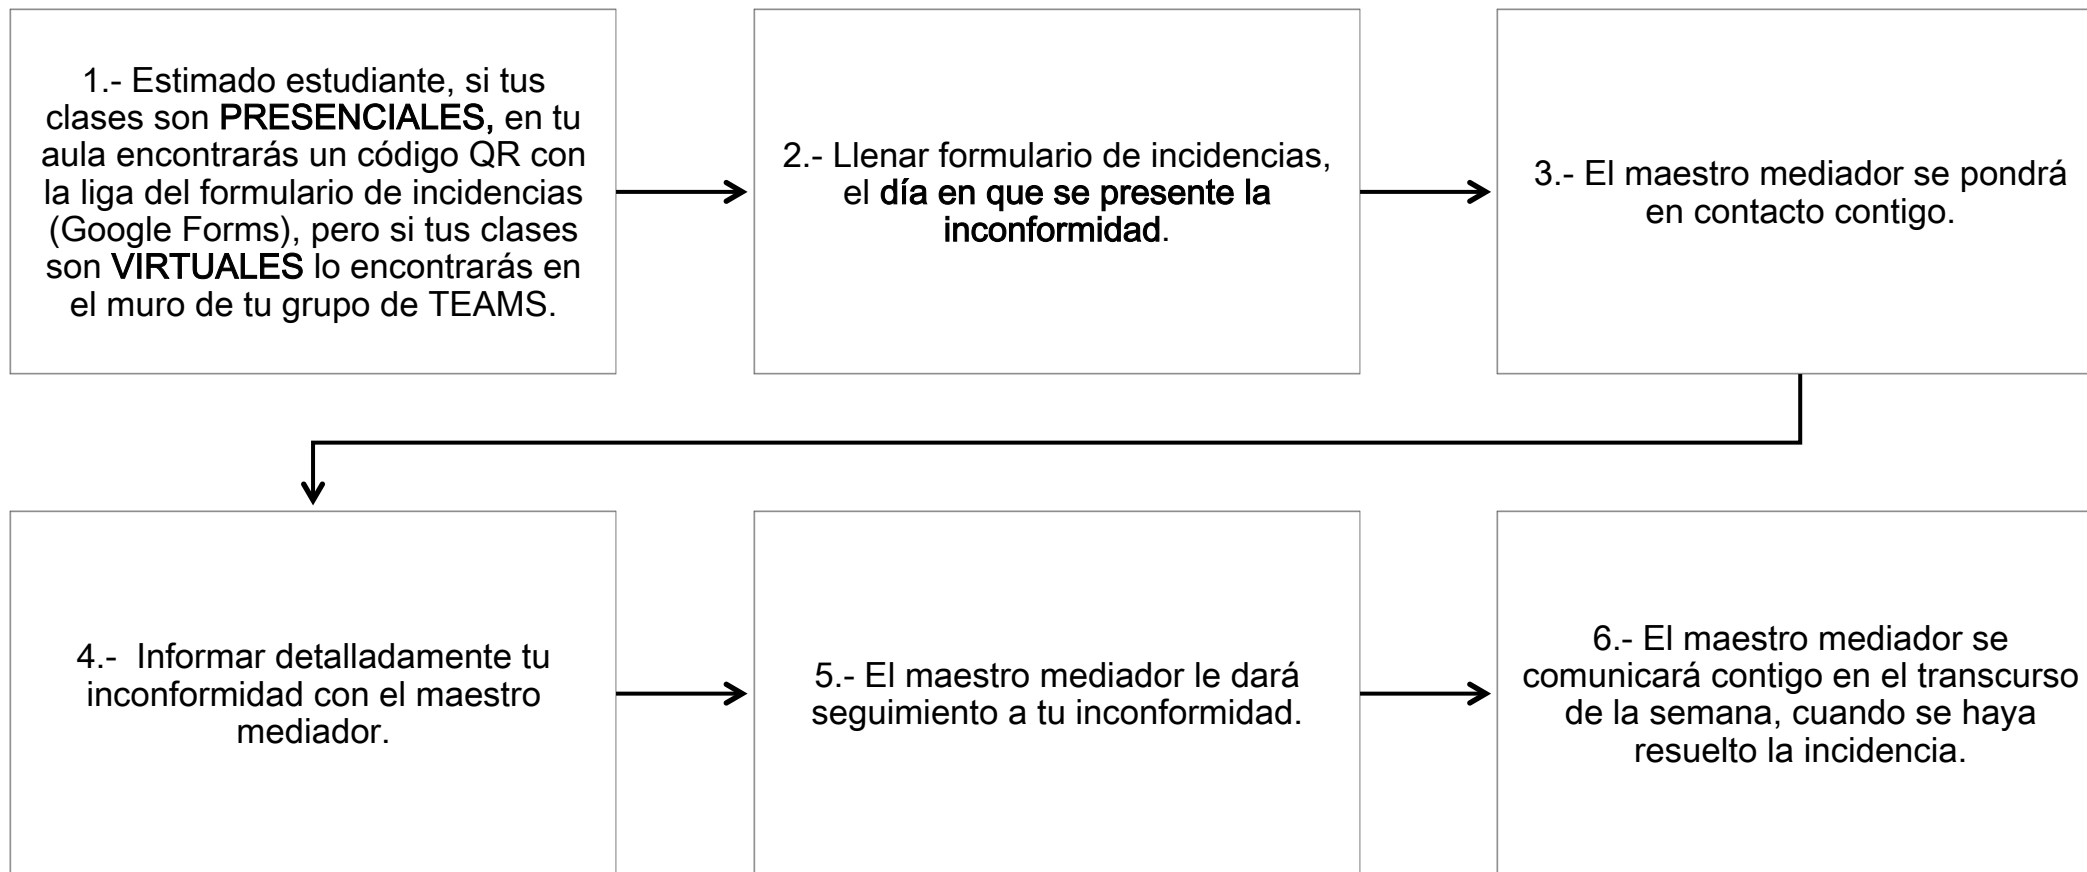 1.- Estimado estudiante, si tus
clases son PRESENCIALES, en tu
aula encontrarás un código QR con
la liga del formulario de incidencias
(Google Forms), pero si tus clases
son VIRTUALES lo encontrarás en
el muro de tu grupo de TEAMS.
2.- Llenar formulario de incidencias,
el día en que se presente la
inconformidad.
3.- El maestro mediador se pondrá
en contacto contigo.
4.-  Informar detalladamente tu
inconformidad con el maestro
mediador.
5.- El maestro mediador le dará
seguimiento a tu inconformidad.
6.- El maestro mediador se
comunicará contigo en el transcurso
de la semana, cuando se haya
resuelto la incidencia.